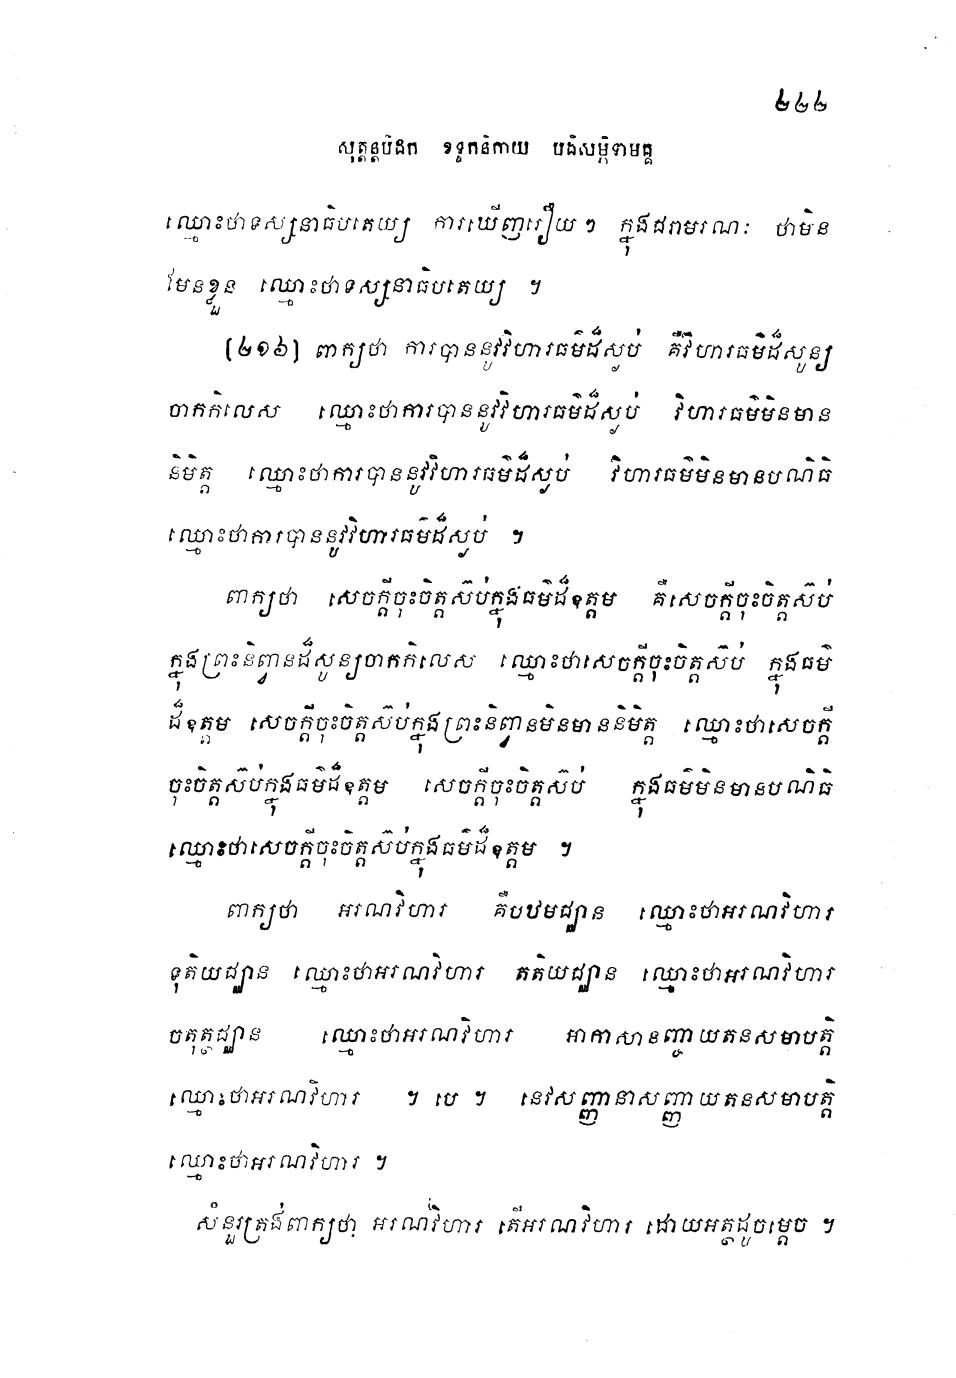 ២២២
សុត្តន្តបិដក ខុទ្ទកនិកាយ បដិសម្ភិទាមគ្គ
ឈ្មោះថាទស្សនាធិបតេយ្យ ការឃើញរឿយៗ ក្នុងជរាមរណៈ ថាមិន
មែនខ្លួន ឈ្មោះថាទស្សនាធិបតេយ្យ ។
(២១៦) ពាក្យថា ការបាននូវវិហារធម៌ដ៏ស្ងប់ គឺវិហារធម៌ដ៏សូន្យ
ចាកកិលេស ឈ្មោះថាការបាននូវវិហារធម៌ដ៏ស្ងប់ វិហារធម៌មិនមាន
និមិត្ត ឈ្មោះថាការបាននូវវិហារធម៌ដ៏ស្ងប់ វិហារធម៌មិនមានបណិធិ
ឈ្មោះថាការបាននូវវិហារធម៌ដ៏ស្ងប់ ។
ពាក្យថា សេចក្តីចុះចិត្តស៊ប់ក្នុងធម៌ដ៏ឧត្តម គឺសេចក្តីចុះចិត្តស៊ប់
ក្នុងព្រះនិព្វានដ៏សូន្យចាកកិលេស ឈ្មោះថាសេចក្តីចុះចិត្តស៊ប់ ក្នុងធម៌
ដ៏ឧត្តម សេចក្តីចុះចិត្តស៊ប់ក្នុងព្រះនិព្វានមិនមាននិមិត្ត ឈ្មោះថាសេចក្តី
ចុះចិត្តស៊ប់ក្នុងធម៌ដ៏ឧត្តម សេចក្តីចុះចិត្តស៊ប់ ក្នុងធម៌មិនមានបណិធិ
ឈ្មោះថាសេចក្តីចុះចិត្តស៊ប់ក្នុងធម៌ដ៏ឧត្តម ។
ពាក្យថា អរណវិហារ គឺបឋមជ្ឈាន ឈ្មោះថាអរណវិហារ
ទុតិយជ្ឈាន ឈ្មោះថាអរណវិហារ តតិយជ្ឈាន ឈ្មោះថាអរណវិហារ
ចតុត្ថជ្ឈាន ឈ្មោះថាអរណវិហារ អាកាសានញ្ចាយតនសមាបត្តិ
ឈ្មោះថាអរណវិហារ ។ បេ ។ នេវសញ្ញានាសញ្ញាយតនសមាបត្តិ
ឈ្មោះថាអរណវិហារ ។
សំនួរត្រង់ពាក្យថា អរណវិហារ តើអរណវិហារ ដោយអត្ថដូចម្តេច ។